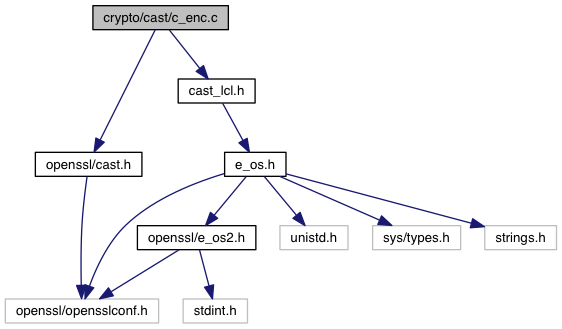 crypto/cast/c_enc.c
cast_lcl.h
openssl/cast.h
e_os.h
openssl/e_os2.h
unistd.h
sys/types.h
strings.h
openssl/opensslconf.h
stdint.h